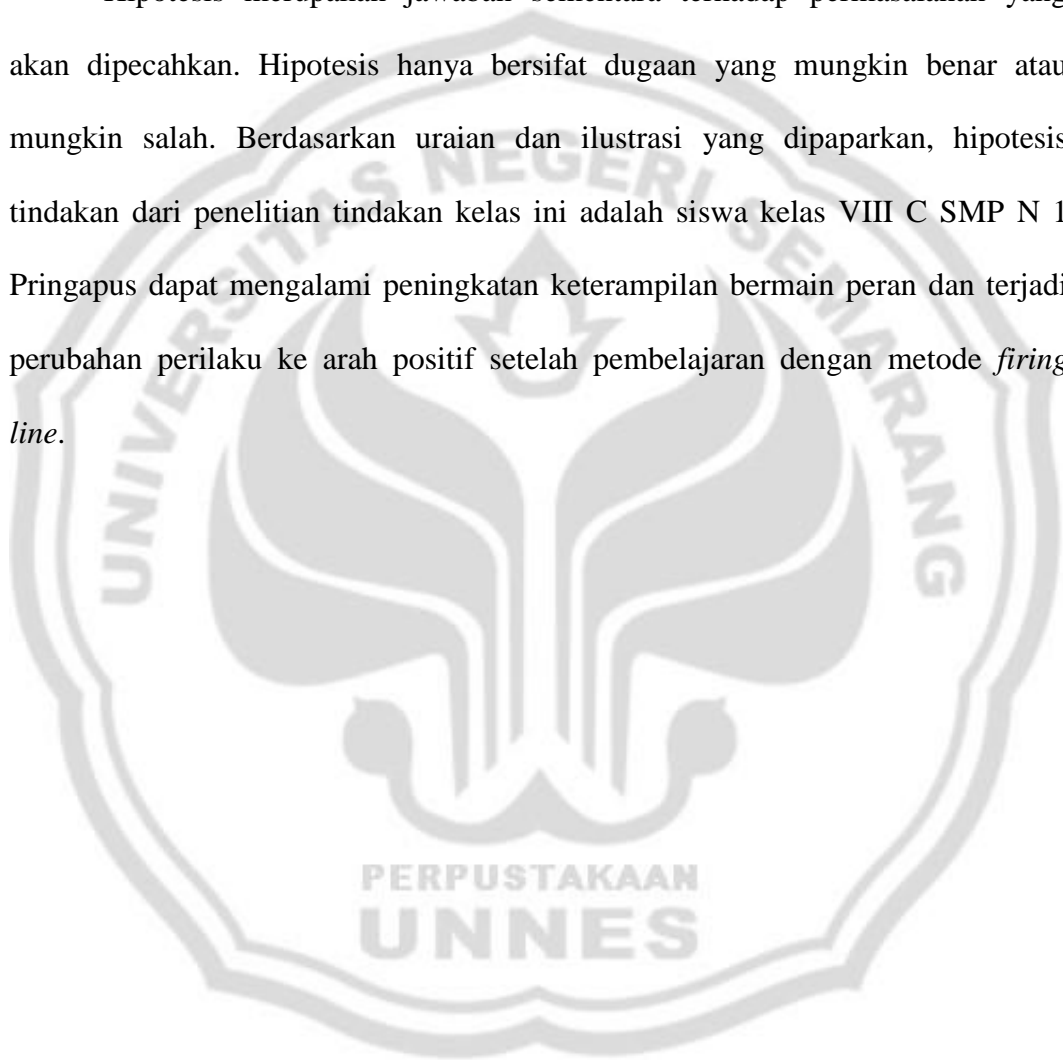 Hipotesis merupakan jawaban sementara terhadap permasalahan yang
akan dipecahkan. Hipotesis hanya bersifat dugaan yang mungkin benar atau
mungkin salah. Berdasarkan uraian dan ilustrasi yang dipaparkan, hipotesis
tindakan dari penelitian tindakan kelas ini adalah siswa kelas VIII C SMP N 1
Pringapus dapat mengalami peningkatan keterampilan bermain peran dan terjadi
perubahan perilaku ke arah positif setelah pembelajaran dengan metode firing
line.
UNIVERSITAS NEGERI SEMARANG
PERPUSTAKAAN
UNNES